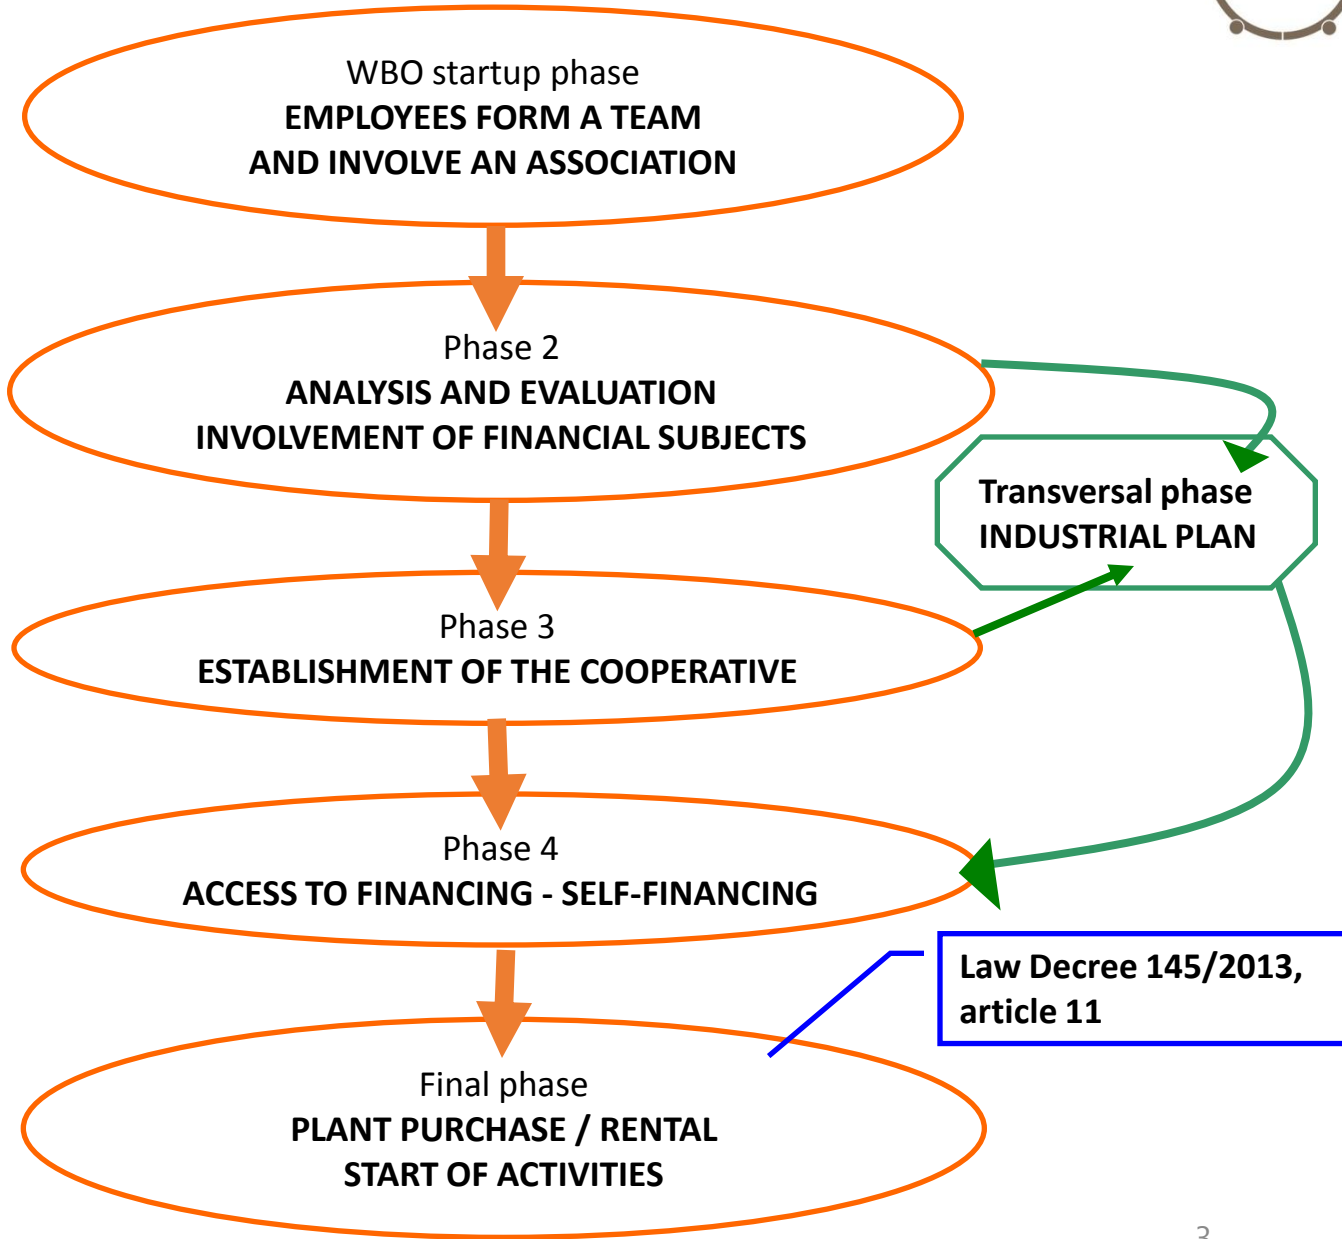 WBO startup phase
EMPLOYEES FORM A TEAM
AND INVOLVE AN ASSOCIATION
Phase 2
ANALYSIS AND EVALUATION
INVOLVEMENT OF FINANCIAL SUBJECTS
Transversal phase
INDUSTRIAL PLAN
Phase 3
ESTABLISHMENT OF THE COOPERATIVE
Phase 4
ACCESS TO FINANCING - SELF-FINANCING
Law Decree 145/2013,
article 11
Final phase
PLANT PURCHASE / RENTAL
START OF ACTIVITIES
3